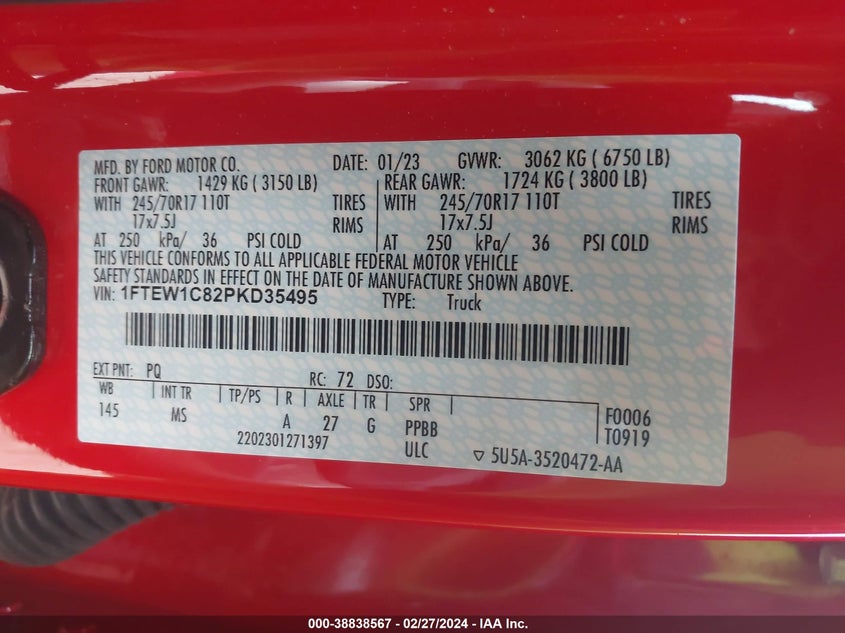 MFD. BY FORD MOTOR CO. DATE: 01/23 GVWR: 3062 KG ( 6750 LB)
FRONT GAWR: 1429 KG ( 3150 LB) REAR GAWR: 1724 KG ( 3800 LB)
WITH 245/70R17 110T TIRES WITH 245/70R17 110T TIRES
17x7.5J RIMS 17x7.5J RIMS
AT 250 kPa/ 36 PSI COLD AT 250 kPa/ 36 PSI COLD
THIS VEHICLE CONFORMS TO ALL APPLICABLE FEDERAL MOTOR VEHICLE
SAFETY STANDARDS IN EFFECT ON THE DATE OF MANUFACTURE SHOWN ABOVE.
VIN: 1FTEW1C82PKD35495 TYPE: Truck
EXT PNT: PQ RC: 72 DSO:
WB INT TR TP/PS R AXLE TR SPR
145 MS A 27 G PPBB F0006
2202301271397 ULC T0919
▽ 5U5A-3520472-AA
000-38838567 - 02/27/2024 - IAA Inc.